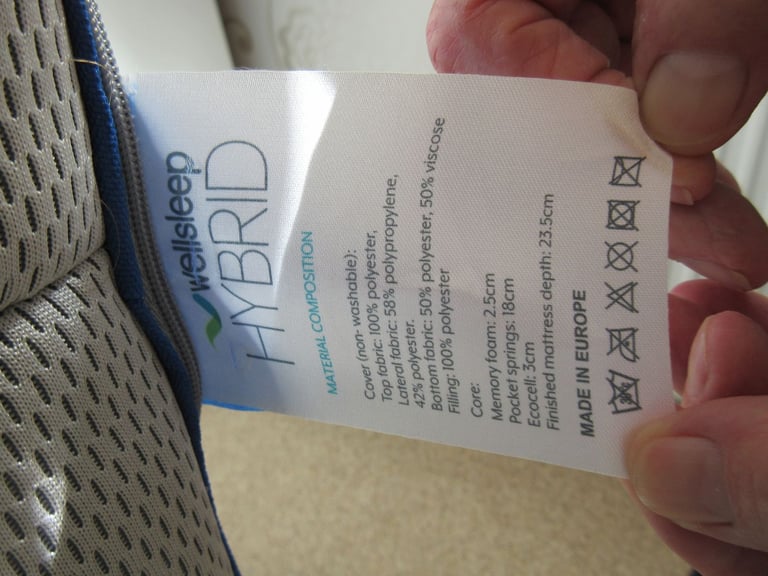 wellsleep
HYBRID
MATERIAL COMPOSITION
Cover (non- washable):
Top fabric: 100% polyester,
Lateral fabric: 58% polypropylene,
42% polyester.
Bottom fabric: 50% polyester, 50% viscose
Filling: 100% polyester
Core:
Memory foam: 2.5cm
Pocket springs: 18cm
Ecocell: 3cm
Finished mattress depth: 23.5cm
MADE IN EUROPE